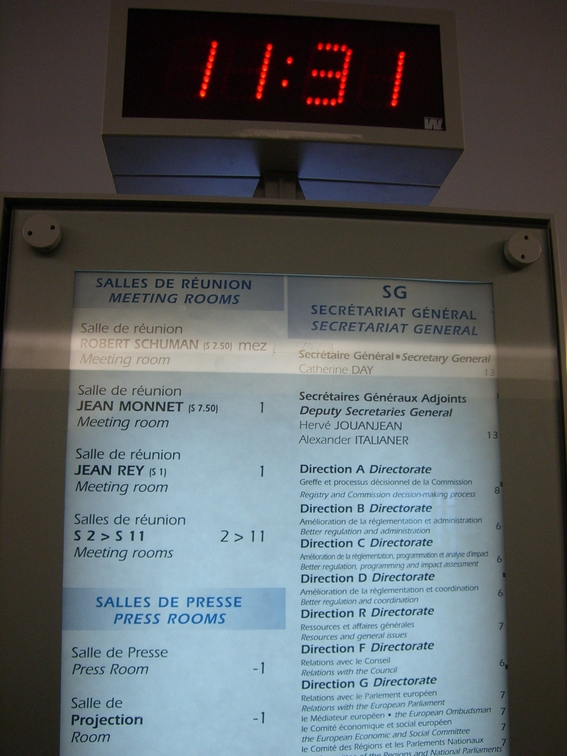 11:31
W
SALLES DE RÉUNION
MEETING ROOMS
Salle de réunion
ROBERT SCHUMAN (S 2.50) mez
Meeting room
Salle de réunion
JEAN MONNET (S 7.50) 1
Meeting room
Salle de réunion
JEAN REY (S 1) 1
Meeting room
Salles de réunion
S 2 > S 11 2 > 11
Meeting rooms
SALLES DE PRESSE
PRESS ROOMS
Salle de Presse
Press Room -1
Salle de
Projection -1
Room
SG
SECRÉTARIAT GÉNÉRAL
SECRETARIAT GENERAL
Secrétaire Général • Secretary General
Catherine DAY 13
Secrétaires Généraux Adjoints
Deputy Secretaries General
Hervé JOUANJEAN
Alexander ITALIANER 13
Direction A Directorate
Greffe et processus décisionnel de la Commission
Registry and Commission decision-making process 8
Direction B Directorate
Amélioration de la réglementation et administration
Better regulation and administration 6
Direction C Directorate
Amélioration de la réglementation, programmation et analyse d'impact
Better regulation, programming and impact assessment 6
Direction D Directorate
Amélioration de la réglementation et coordination
Better regulation and coordination 6
Direction R Directorate
Ressources et affaires générales
Resources and general issues 7
Direction F Directorate
Relations avec le Conseil
Relations with the Council 6
Direction G Directorate
Relations avec le Parlement européen
Relations with the European Parliament 7
le Médiateur européen • the European Ombudsman 7
le Comité économique et social européen
the European Economic and Social Committee 7
le Comité des Régions et les Parlements Nationaux
of the Regions and National Parliaments 7